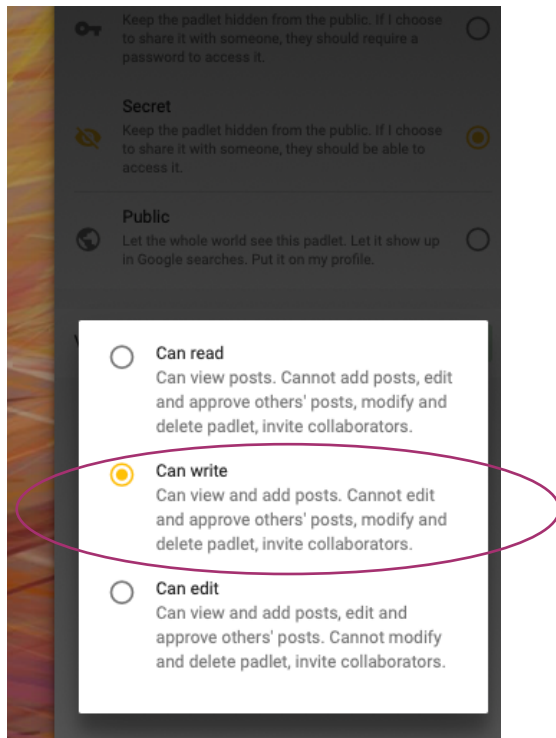 Keep the padlet hidden from the public. If I choose
to share it with someone, they should require a
password to access it.
Secret
Keep the padlet hidden from the public. If I choose
to share it with someone, they should be able to
access it.
Public
Let the whole world see this padlet. Let it show up
in Google searches. Put it on my profile.
Can read
Can view posts. Cannot add posts, edit
and approve others' posts, modify and
delete padlet, invite collaborators.
Can write
Can view and add posts. Cannot edit
and approve others' posts, modify and
delete padlet, invite collaborators.
Can edit
Can view and add posts, edit and
approve others' posts. Cannot modify
and delete padlet, invite collaborators.